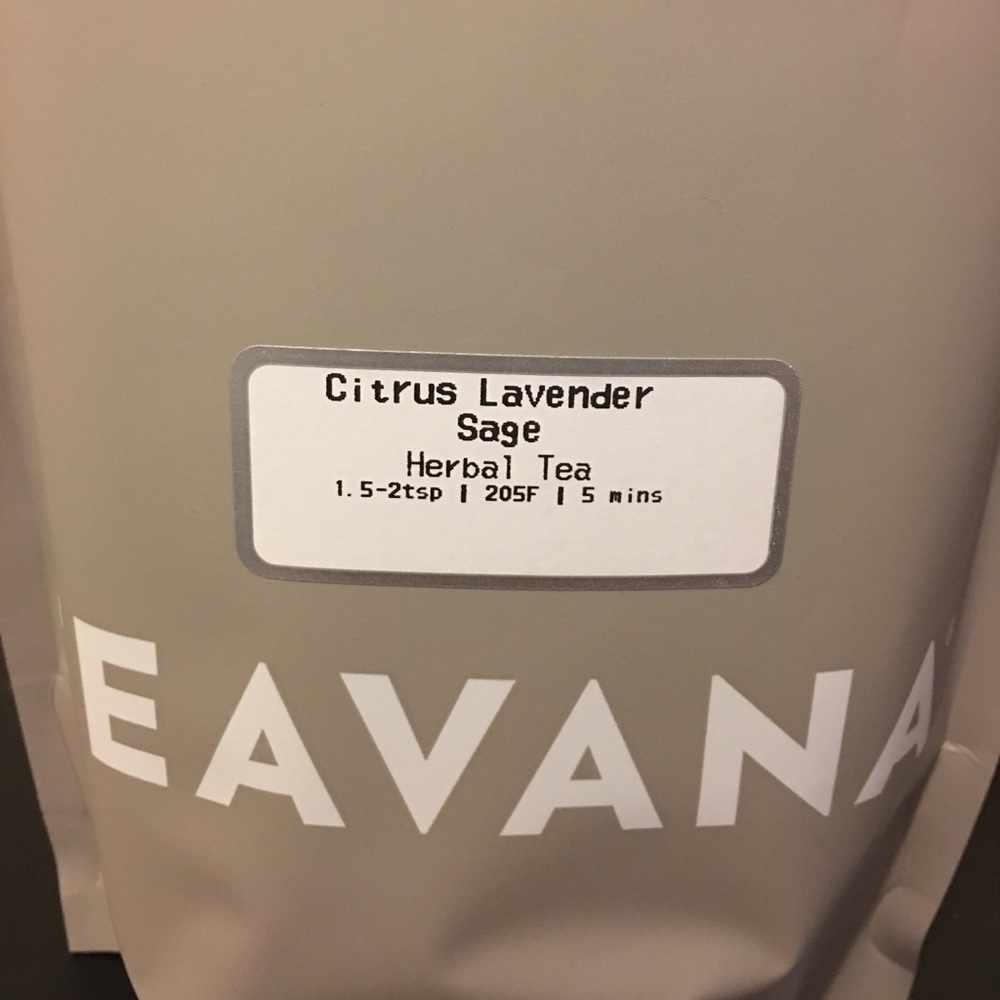 Citrus Lavender
Sage
Herbal Tea
1.5-2tsp | 205F | 5 mins
EAVANA